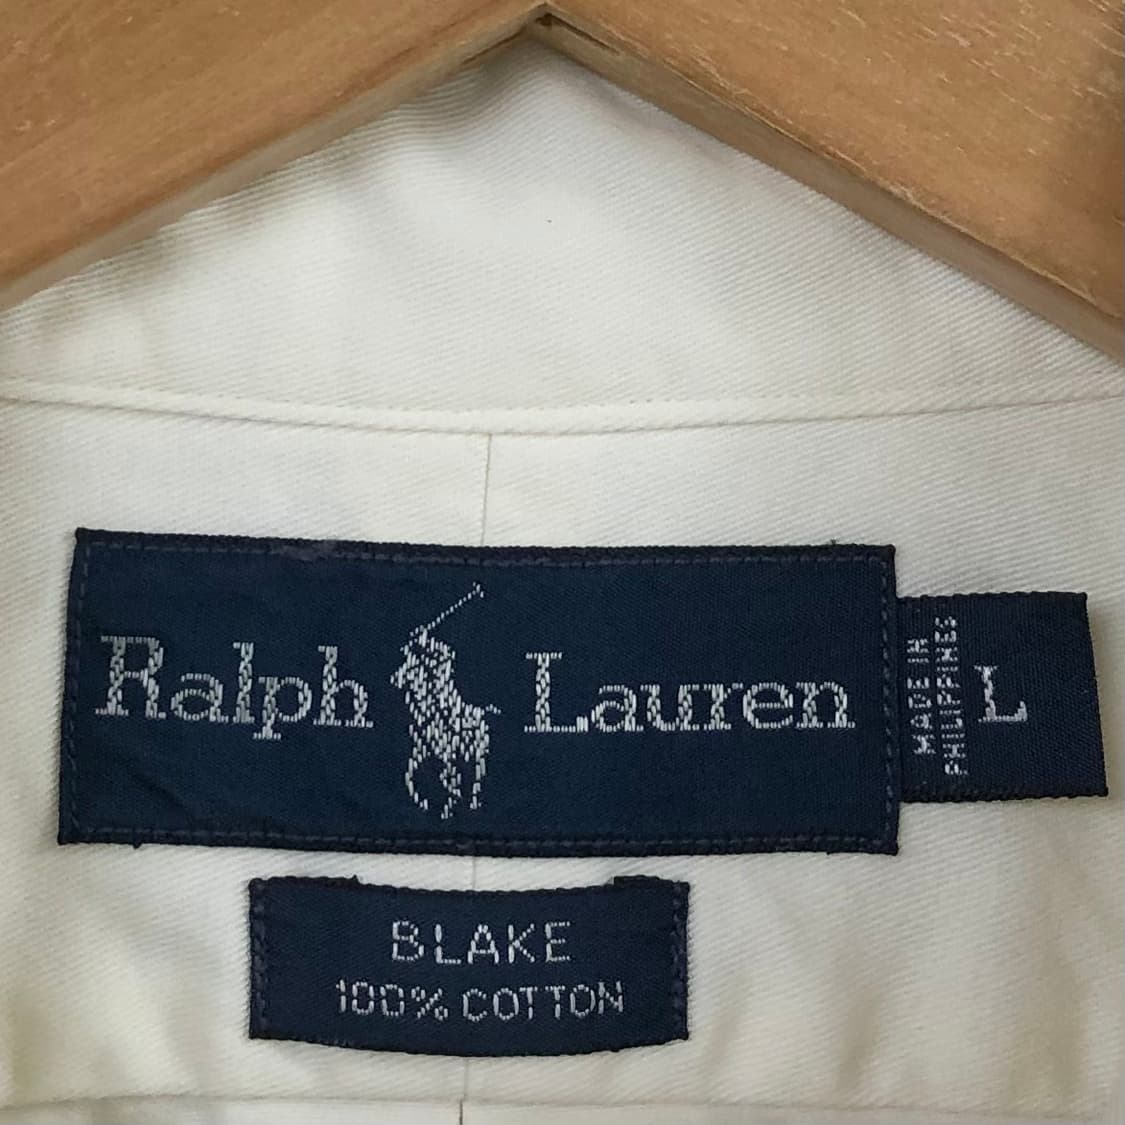 Ralph Lauren
MADE IN
PHILIPPINES
L
BLAKE
100% COTTON